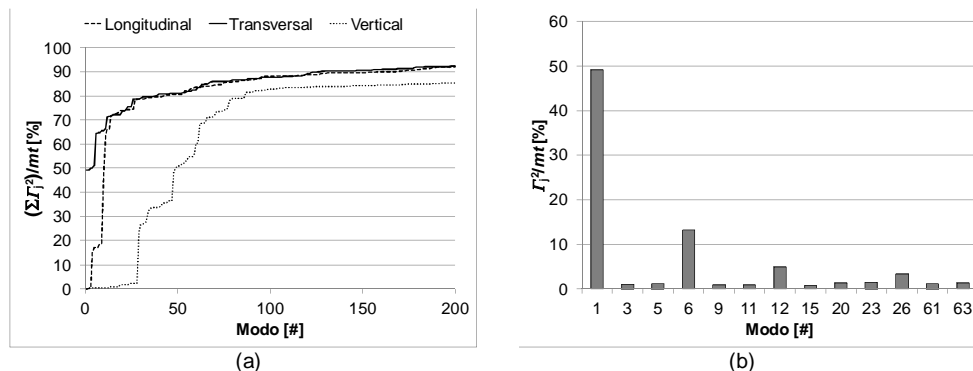 Longitudinal Transversal Vertical
(ΣΓj²)/mt [%]
100
90
80
70
60
50
40
30
20
10
0
0 50 100 150 200
Modo [#]
(a)
Γj²/mt [%]
60
50
40
30
20
10
0
1 3 5 6 9 11 12 15 20 23 26 61 63
Modo [#]
(b)